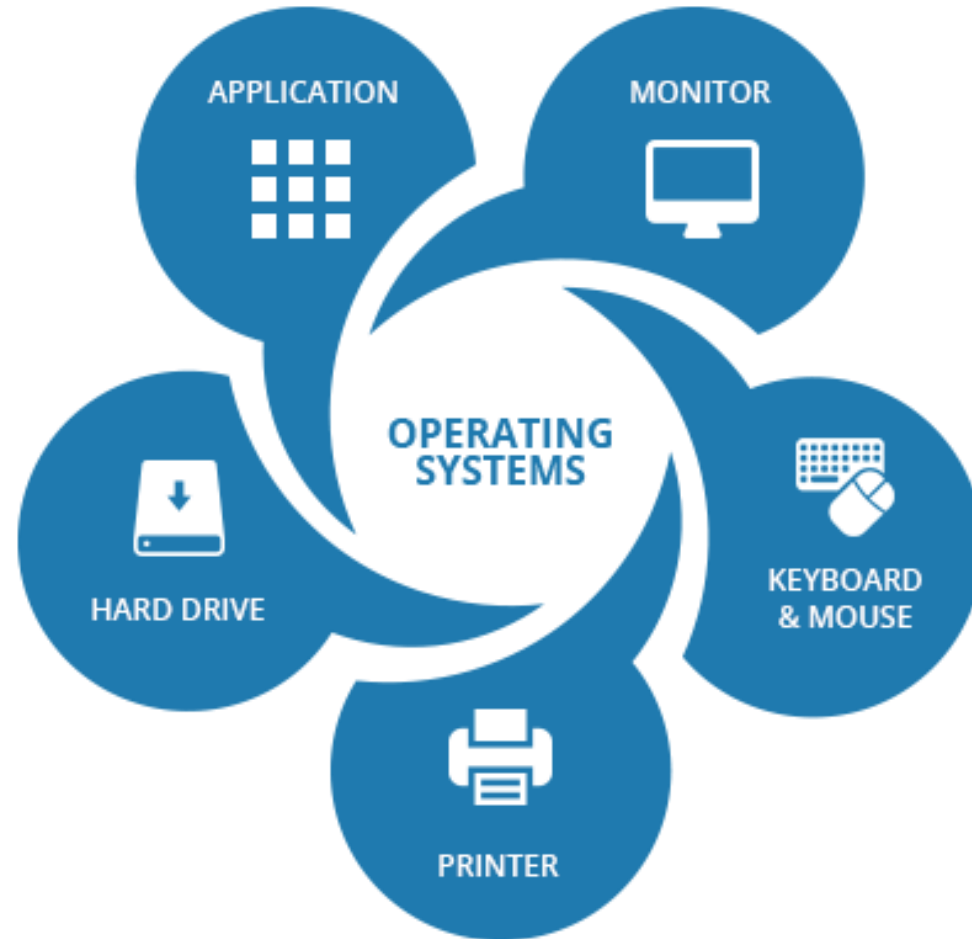 APPLICATION
MONITOR
OPERATING
SYSTEMS
HARD DRIVE
KEYBOARD
& MOUSE
PRINTER